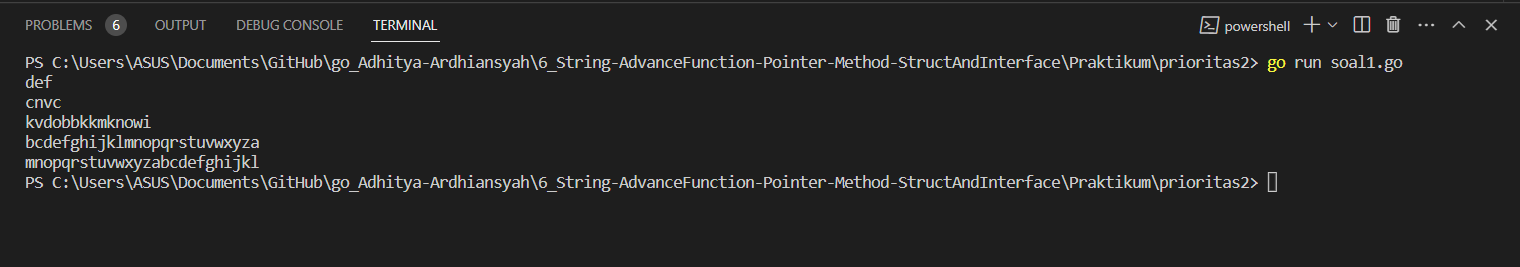 PROBLEMS 6 OUTPUT DEBUG CONSOLE TERMINAL powershell
PS C:\Users\ASUS\Documents\GitHub\go_Adhitya-Ardhiansyah\6_String-AdvanceFunction-Pointer-Method-StructAndInterface\Praktikum\prioritas2> go run soal1.go
def
cnvc
kvdobbkkmknowi
bcdefghijklmnopqrstuvwxyza
mnopqrstuvwxyzabcdefghijkl
PS C:\Users\ASUS\Documents\GitHub\go_Adhitya-Ardhiansyah\6_String-AdvanceFunction-Pointer-Method-StructAndInterface\Praktikum\prioritas2>